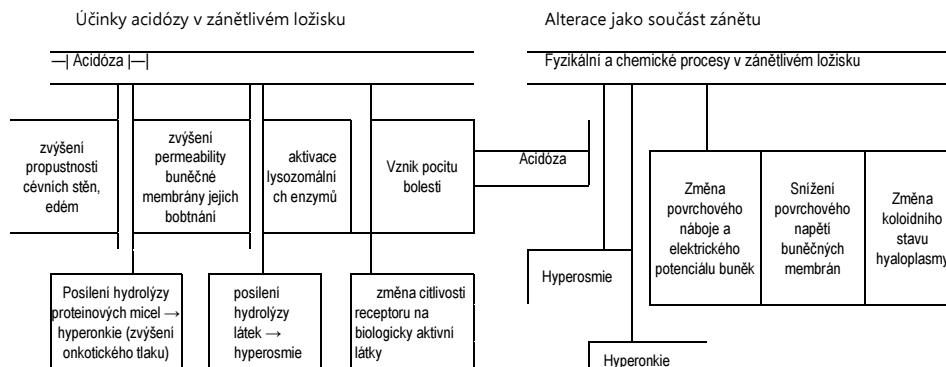 Účinky acidózy v zánětlivém ložisku
—| Acidóza |—|
zvýšení
propustnosti
cévních stěn,
edém
zvýšení
permeability
buněčné
membrány jejich
bobtnání
aktivace
lysozomální
ch enzymů
Vznik pocitu
bolesti
Posílení hydrolýzy
proteinových micel →
hyperonkie (zvýšení
onkotického tlaku)
posílení
hydrolýzy
látek →
hyperosmie
změna citlivosti
receptoru na
biologicky aktivní
látky
Alterace jako součást zánětu
Fyzikální a chemické procesy v zánětlivém ložisku
Acidóza
Hyperosmie
Hyperonkie
Změna
povrchového
náboje a
elektrického
potenciálu buněk
Snížení
povrchového
napětí
buněčných
membrán
Změna
koloidního
stavu
hyaloplasmy